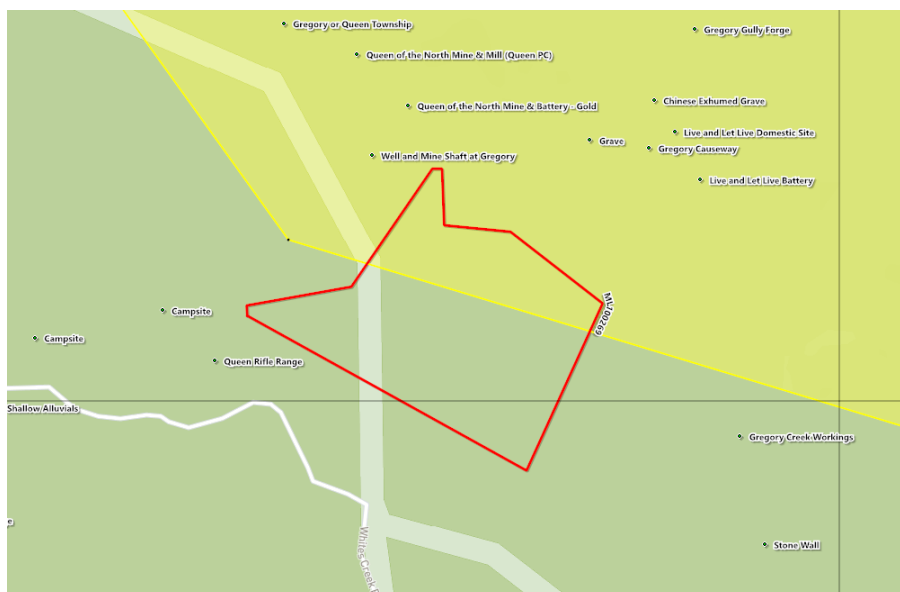 Gregory or Queen Township
Gregory Gully Forge
Queen of the North Mine & Mill (Queen PC)
Chinese Exhumed Grave
Queen of the North Mine & Battery - Gold
Live and Let Live Domestic Site
Grave
Gregory Causeway
Well and Mine Shaft at Gregory
Live and Let Live Battery
ML700269
Campsite
Campsite
Queen Rifle Range
Shallow Alluvials
Gregory Creek Workings
Whites Creek
Stone Wall